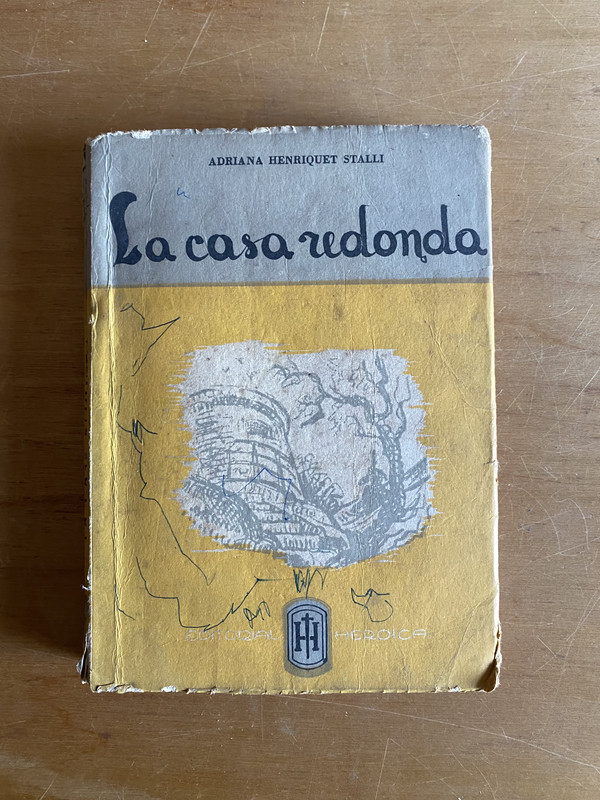 ADRIANA HENRIQUET STALLI
La casa redonda
EDITORIAL HEROICA